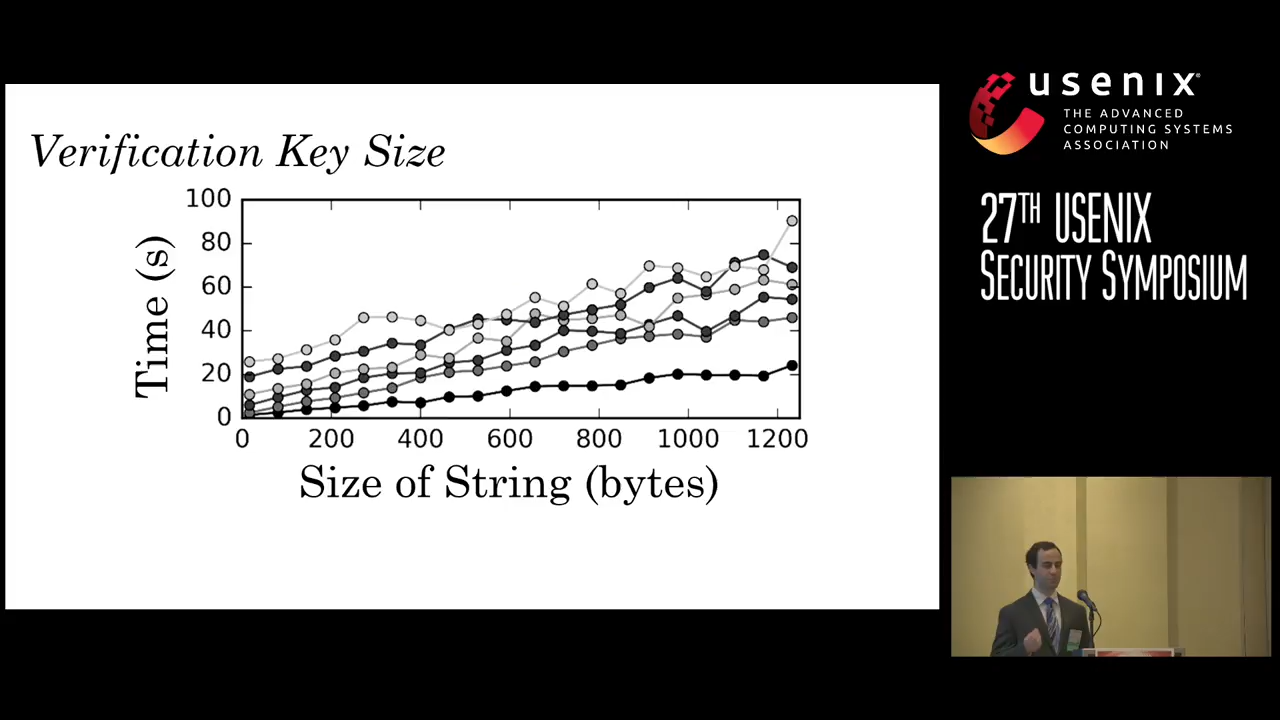 Verification Key Size
100
80
60
40
20
0
Time (s)
0 200 400 600 800 1000 1200
Size of String (bytes)
usenix
THE ADVANCED
COMPUTING SYSTEMS
ASSOCIATION
27TH USENIX
SECURITY SYMPOSIUM